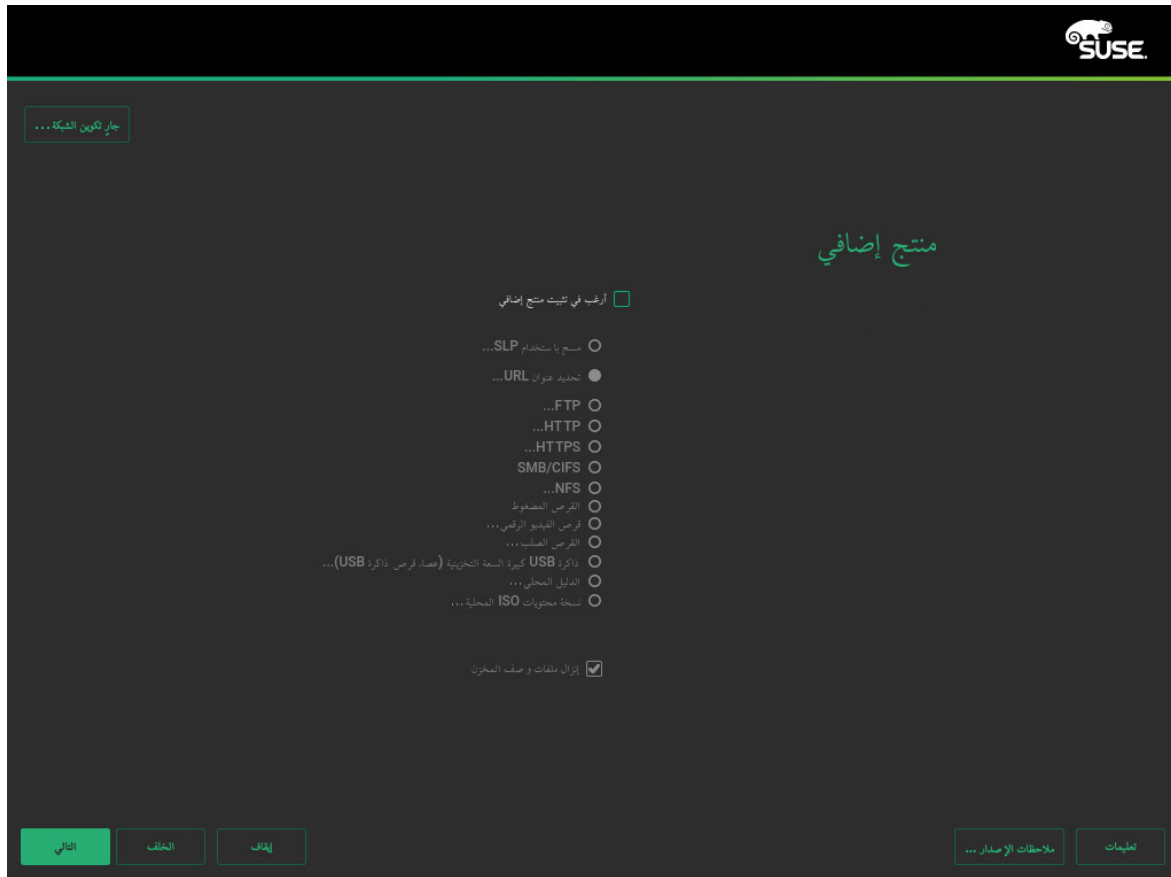 SUSE.
جارٍ تكوين الشبكة...
منتج إضافي
أرغب في تثبيت منتج إضافي
مسح باستخدام SLP...
تحديد عنوان URL...
FTP...
HTTP...
HTTPS...
SMB/CIFS
NFS...
القرص المضغوط
قرص الفيديو الرقمي...
القرص الصلب...
ذاكرة USB كبيرة السعة التخزينية (عصا، قرص ذاكرة USB)...
الدليل المحلي...
نسخة محتويات ISO المحلية...
إنزال ملفات وصف المخزن
تعليمات
ملاحظات الإصدار ...
إيقاف
الخلف
التالي